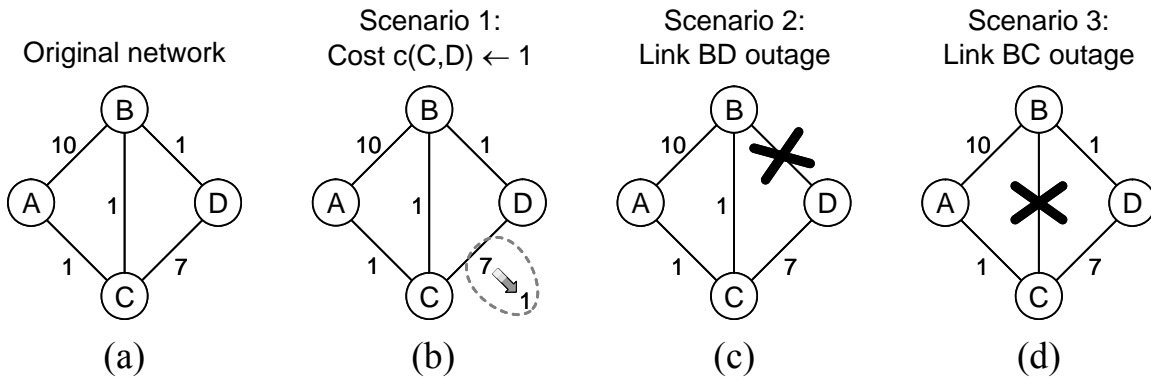 Original network
Scenario 1:
Cost c(C,D) ← 1
Scenario 2:
Link BD outage
Scenario 3:
Link BC outage
B
10
1
A
1
D
1
7
C
(a)
B
10
1
A
1
D
1
7
1
C
(b)
B
10
A
1
D
1
7
C
(c)
B
10
1
A
D
1
7
C
(d)